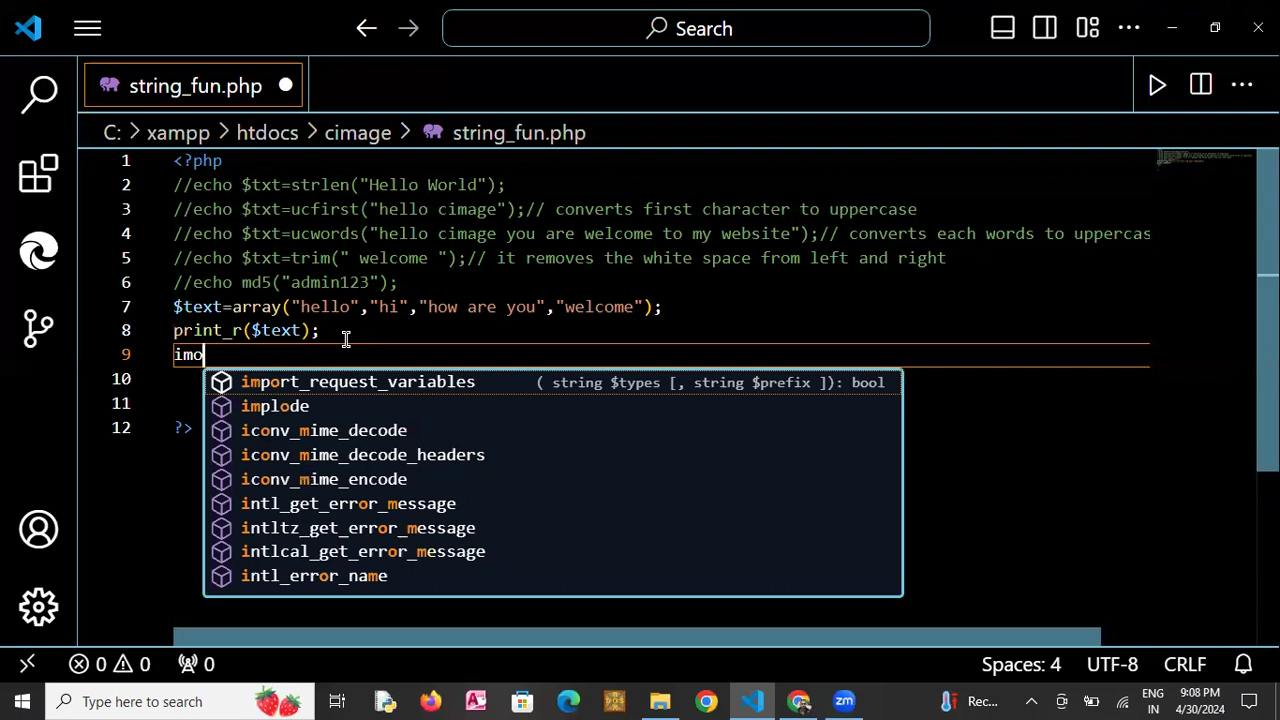 Search
string_fun.php
C: > xampp > htdocs > cimage > string_fun.php
1 <?php
2 //echo $txt=strlen("Hello World");
3 //echo $txt=ucfirst("hello cimage");// converts first character to uppercase
4 //echo $txt=ucwords("hello cimage you are welcome to my website");// converts each words to uppercas
5 //echo $txt=trim(" welcome ");// it removes the white space from left and right
6 //echo md5("admin123");
7 $text=array("hello","hi","how are you","welcome");
8 print_r($text);
9 imo
import_request_variables ( string $types [, string $prefix ]): bool
10
implode
11
iconv_mime_decode
12 ?>
iconv_mime_decode_headers
iconv_mime_encode
intl_get_error_message
intltz_get_error_message
intlcal_get_error_message
intl_error_name
0 0 0
Spaces: 4 UTF-8 CRLF
Type here to search
Rec...
ENG
IN
9:08 PM
4/30/2024